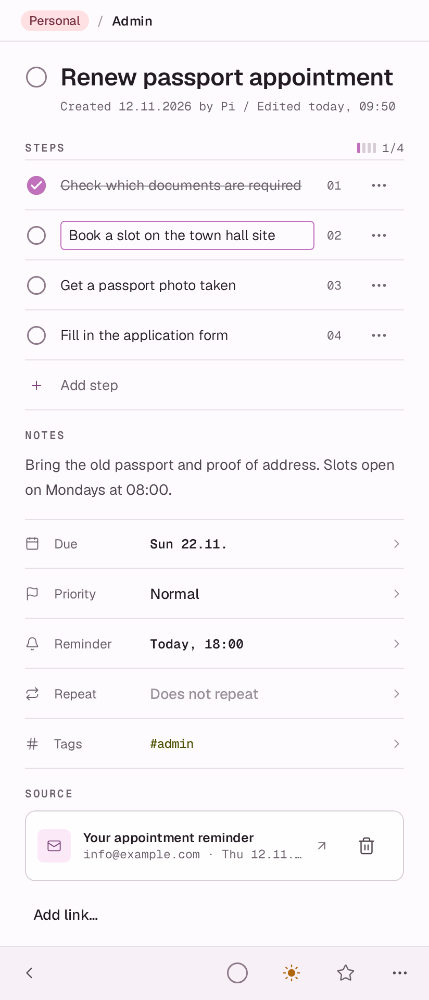 Personal / Admin
Renew passport appointment
Created 12.11.2026 by Pi / Edited today, 09:50
STEPS 1/4
Check which documents are required 01
Book a slot on the town hall site 02
Get a passport photo taken 03
Fill in the application form 04
Add step
NOTES
Bring the old passport and proof of address. Slots open
on Mondays at 08:00.
Due Sun 22.11.
Priority Normal
Reminder Today, 18:00
Repeat Does not repeat
Tags #admin
SOURCE
Your appointment reminder
info@example.com · Thu 12.11.…
Add link…